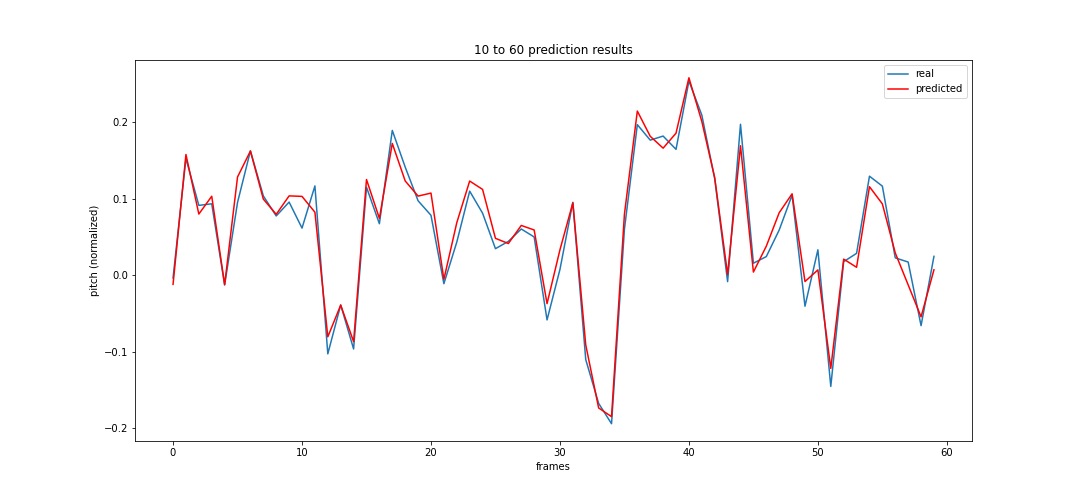 10 to 60 prediction results
real
predicted
pitch (normalized)
0.2
0.1
0.0
−0.1
−0.2
0 10 20 30 40 50 60
frames